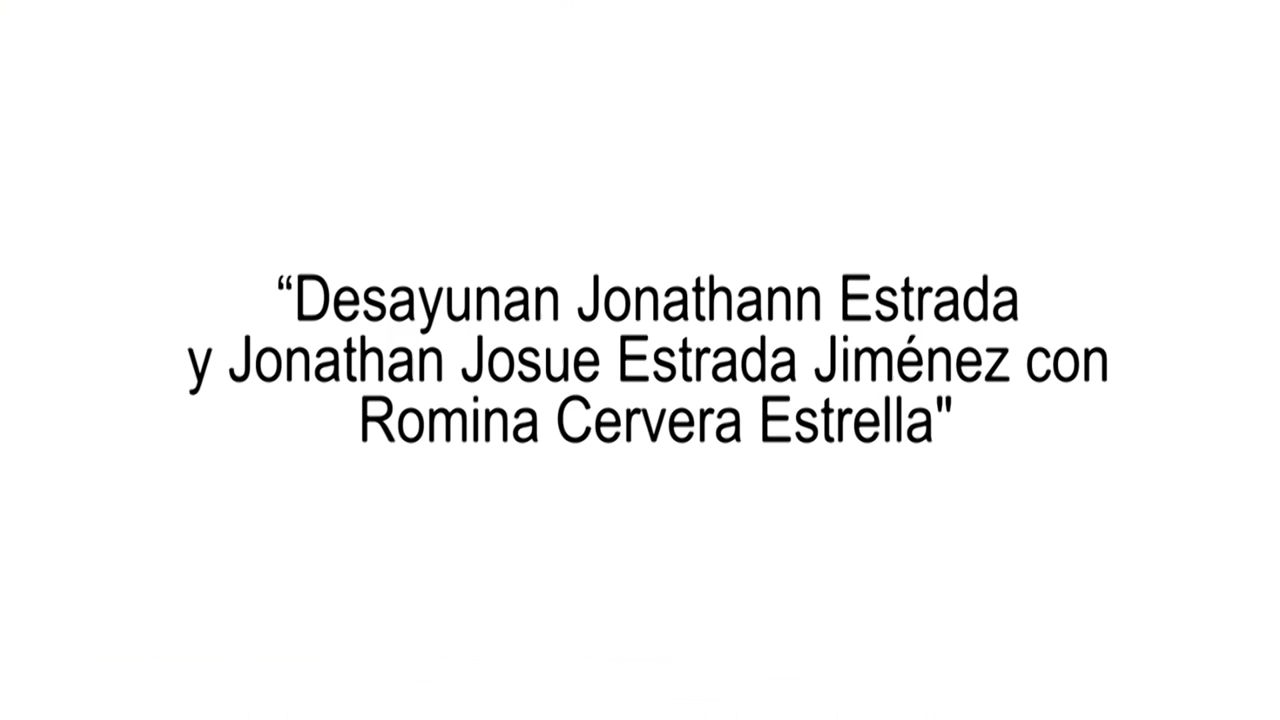 “Desayunan Jonathann Estrada
y Jonathan Josue Estrada Jiménez con
Romina Cervera Estrella"